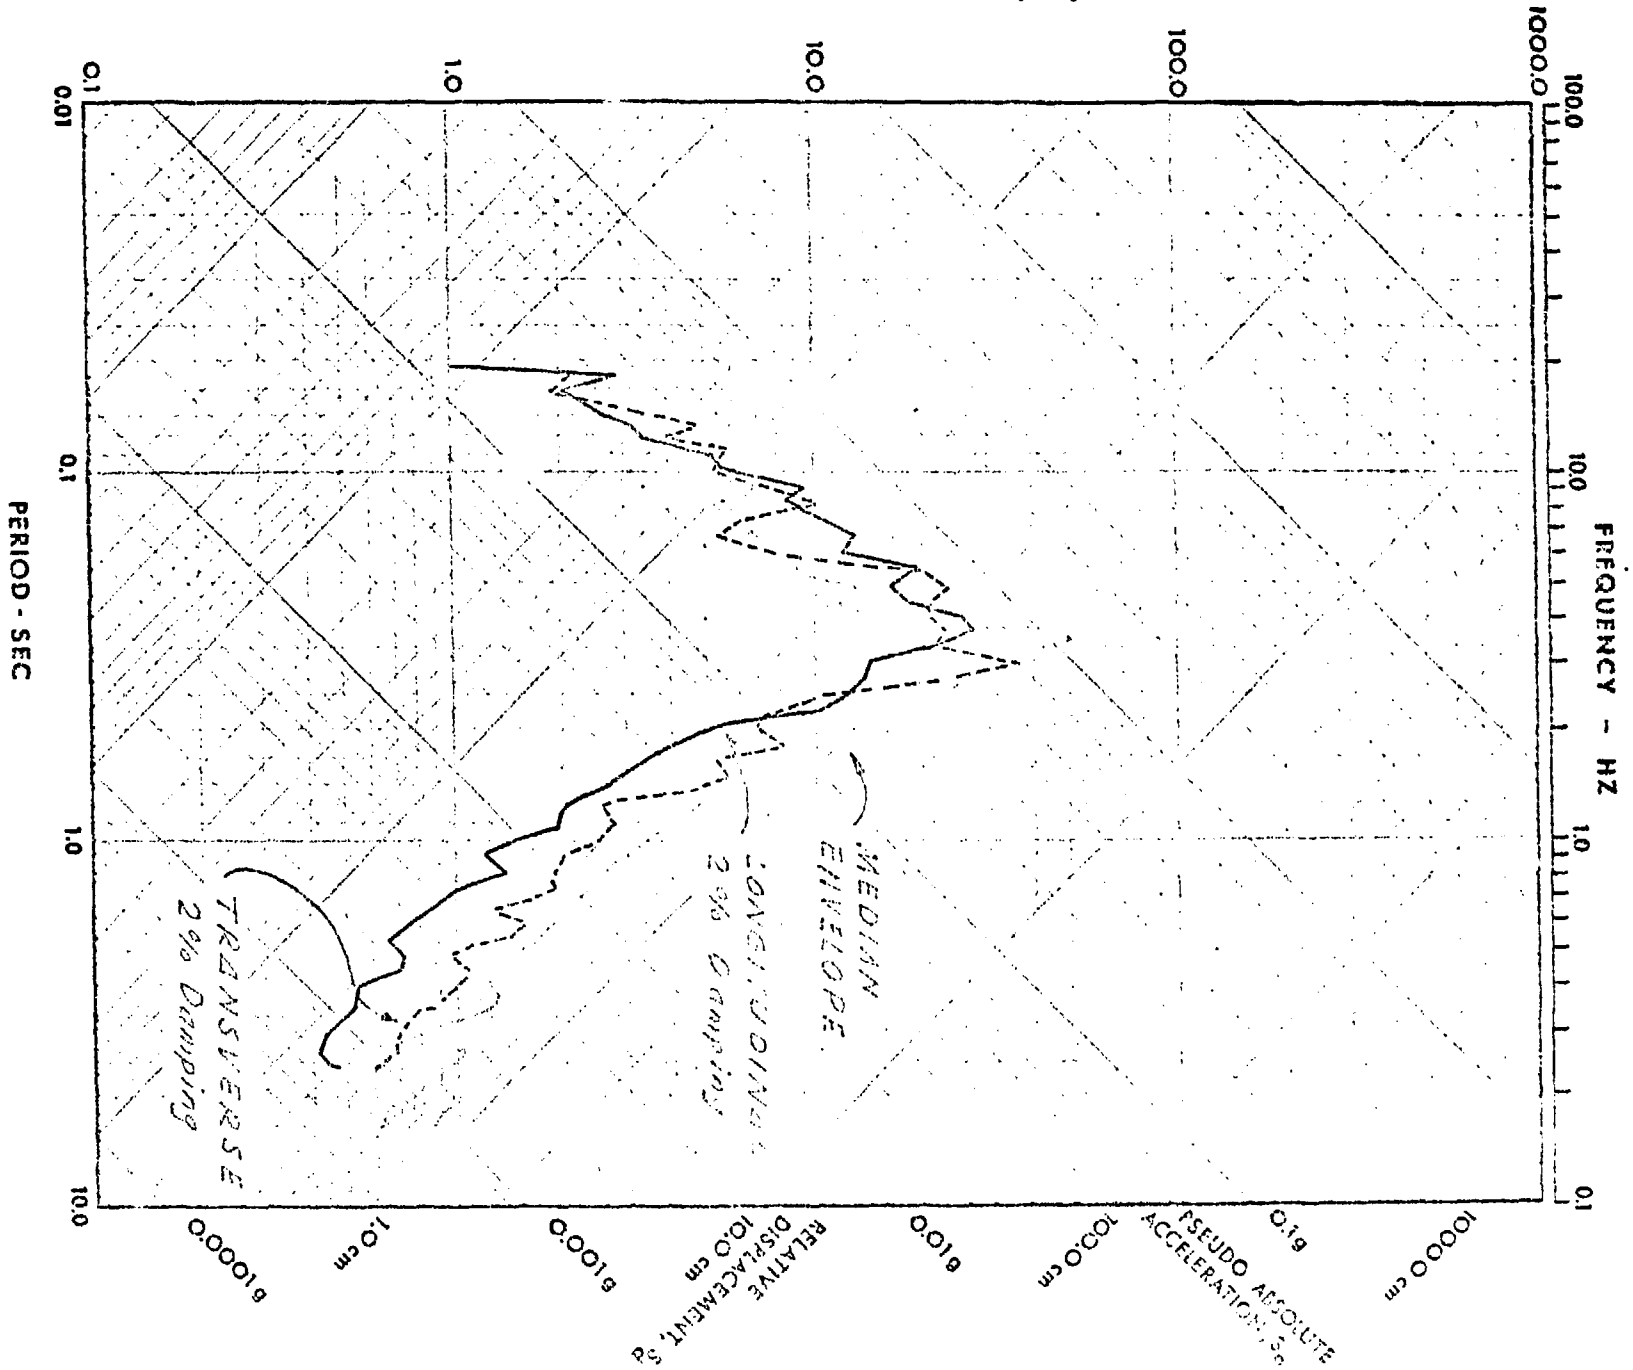 FREQUENCY - HZ
100.0
10.0
1.0
0.1
1000.0
100.0
10.0
1.0
0.1
0.01
0.1
1.0
10.0
PERIOD - SEC
MEDIAN
ENVELOPE
2% Damping
TRANSVERSE
2% Damping
1000.0 cm
0.1g
PSEUDO ABSOLUTE
ACCELERATION,
100.0 cm
0.01g
RELATIVE
DISPLACEMENT,
10.0 cm
0.001g
1.0 cm
0.0001g